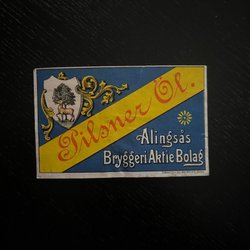 Pilsner Öl.
Alingsås
Bryggeri Aktie Bolag